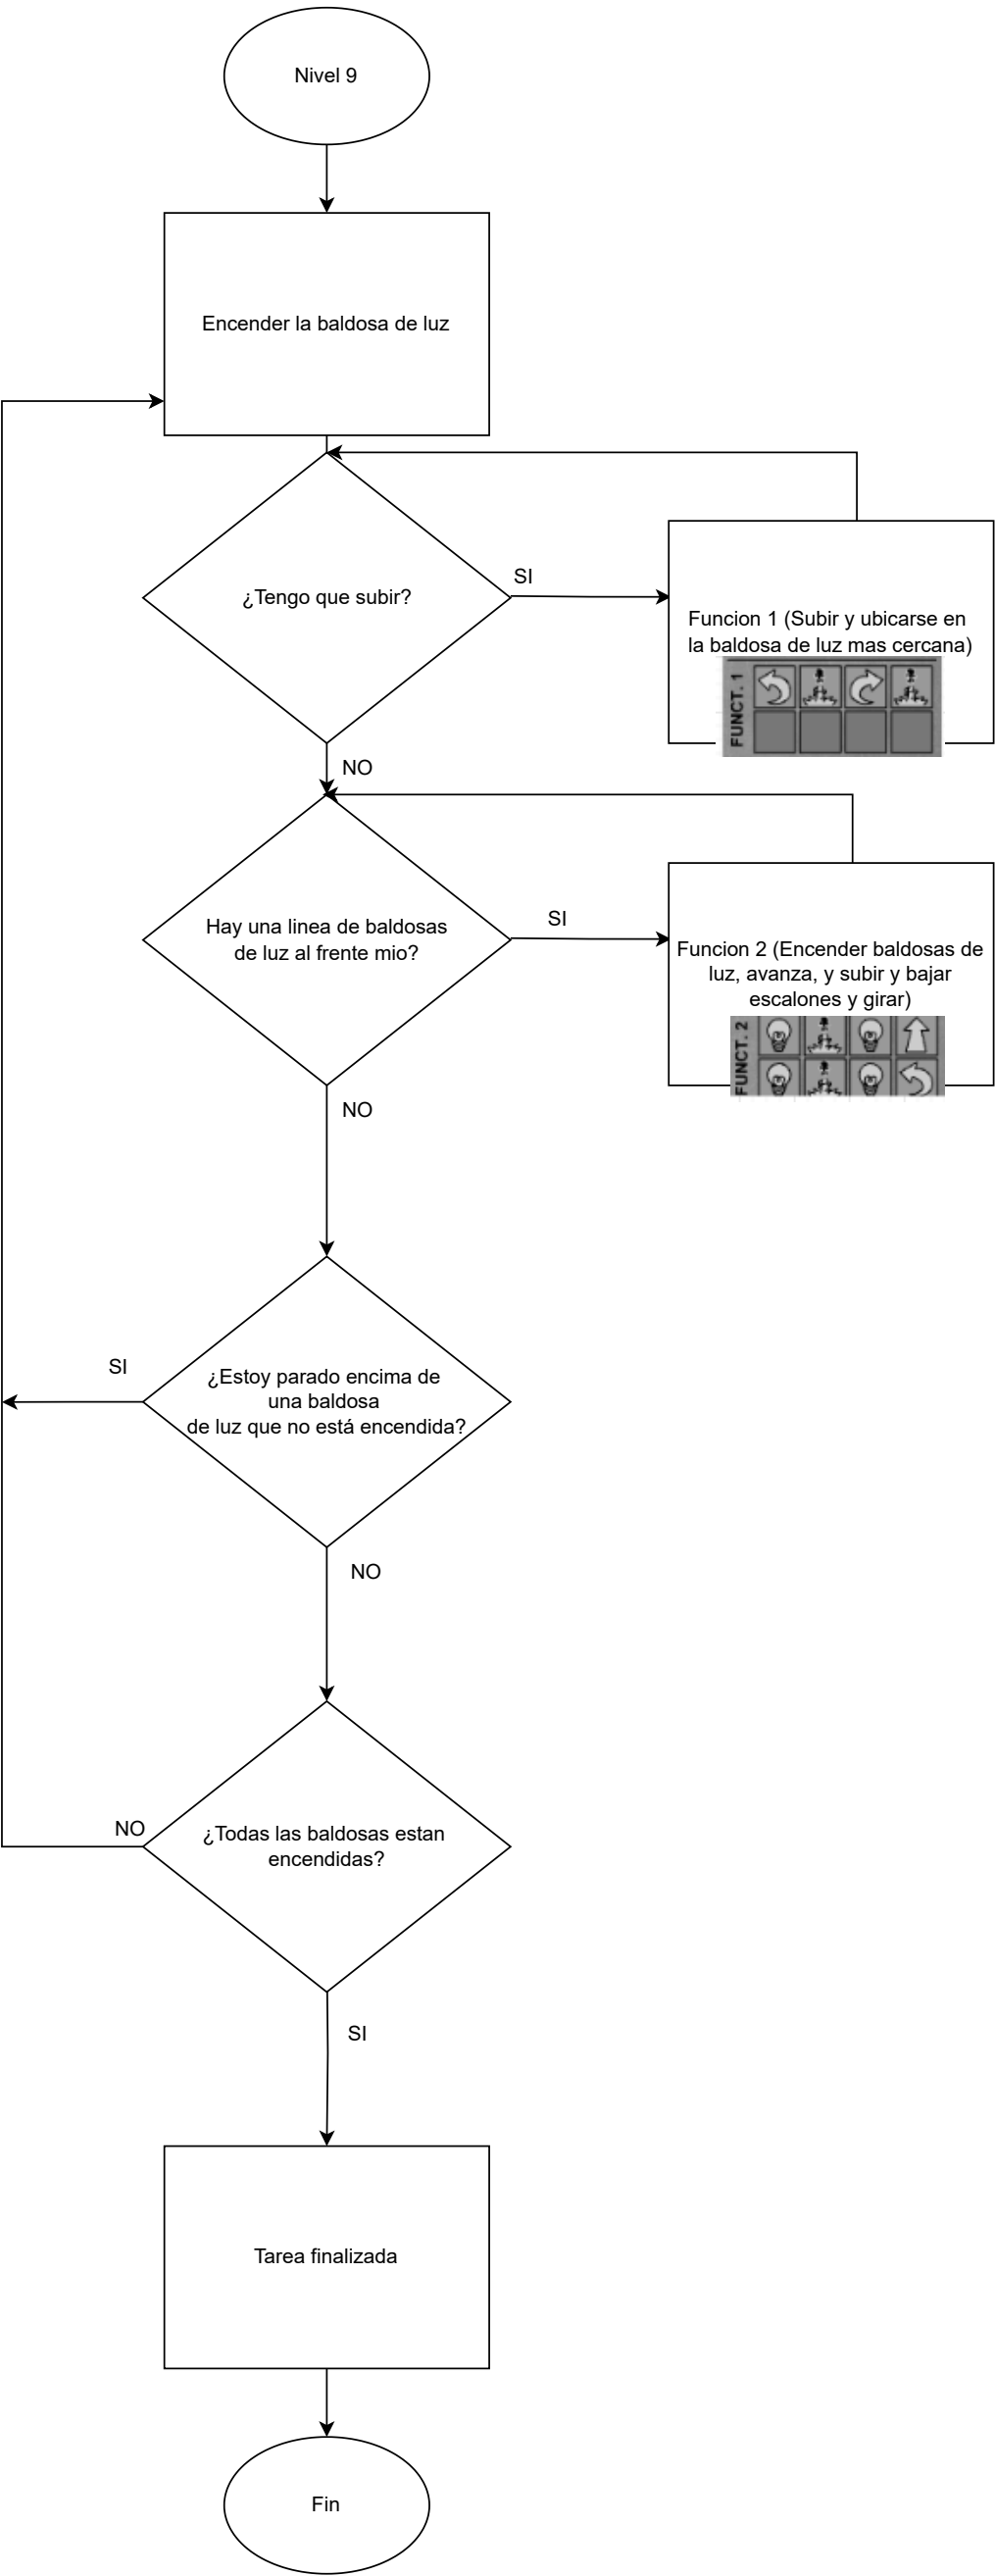 Nivel 9
Encender la baldosa de luz
¿Tengo que subir?
SI
Funcion 1 (Subir y ubicarse en
la baldosa de luz mas cercana)
FUNCT. 1
NO
Hay una linea de baldosas
de luz al frente mio?
SI
Funcion 2 (Encender baldosas de
luz, avanza, y subir y bajar
escalones y girar)
FUNCT. 2
NO
SI
¿Estoy parado encima de
una baldosa
de luz que no está encendida?
NO
NO
¿Todas las baldosas estan
encendidas?
SI
Tarea finalizada
Fin